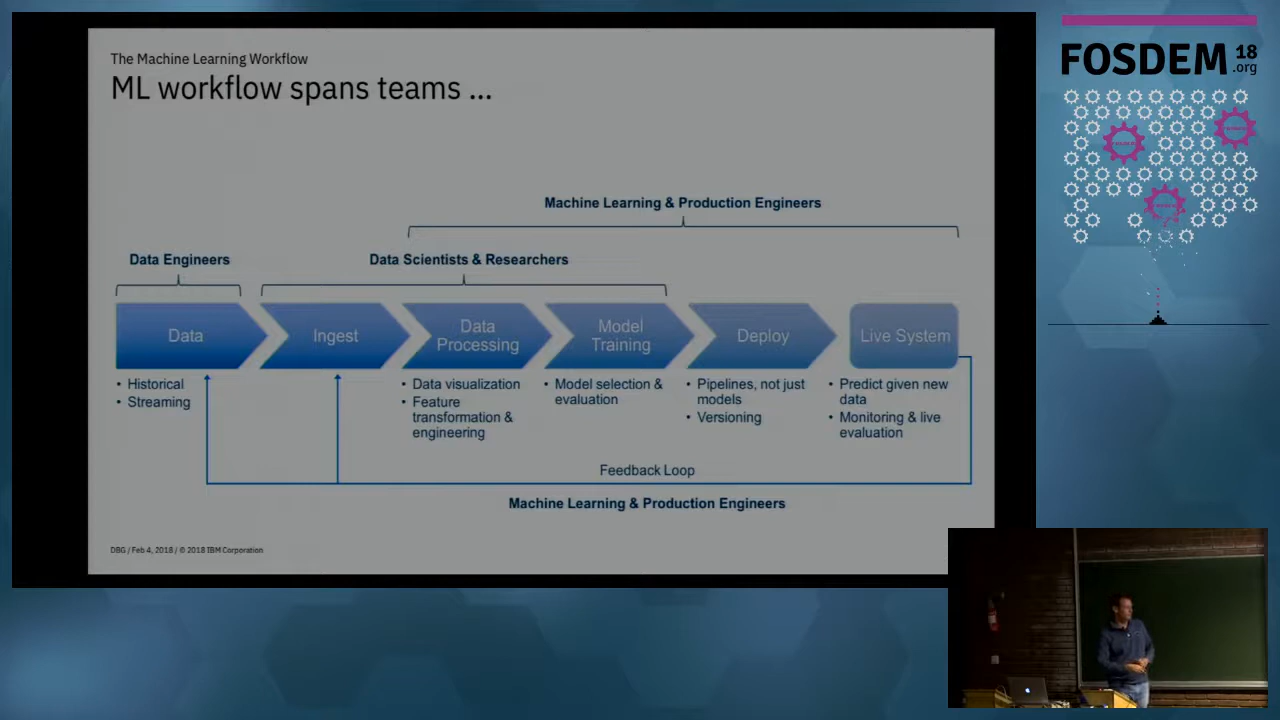 The Machine Learning Workflow
ML workflow spans teams ...
Machine Learning & Production Engineers
Data Engineers
Data Scientists & Researchers
Data
Ingest
Data
Processing
Model
Training
Deploy
Live System
• Historical
• Streaming
• Data visualization
• Feature
transformation &
engineering
• Model selection &
evaluation
• Pipelines, not just
models
• Versioning
• Predict given new
data
• Monitoring & live
evaluation
Feedback Loop
Machine Learning & Production Engineers
DBG / Feb 4, 2018 / © 2018 IBM Corporation
FOSDEM 18
.org